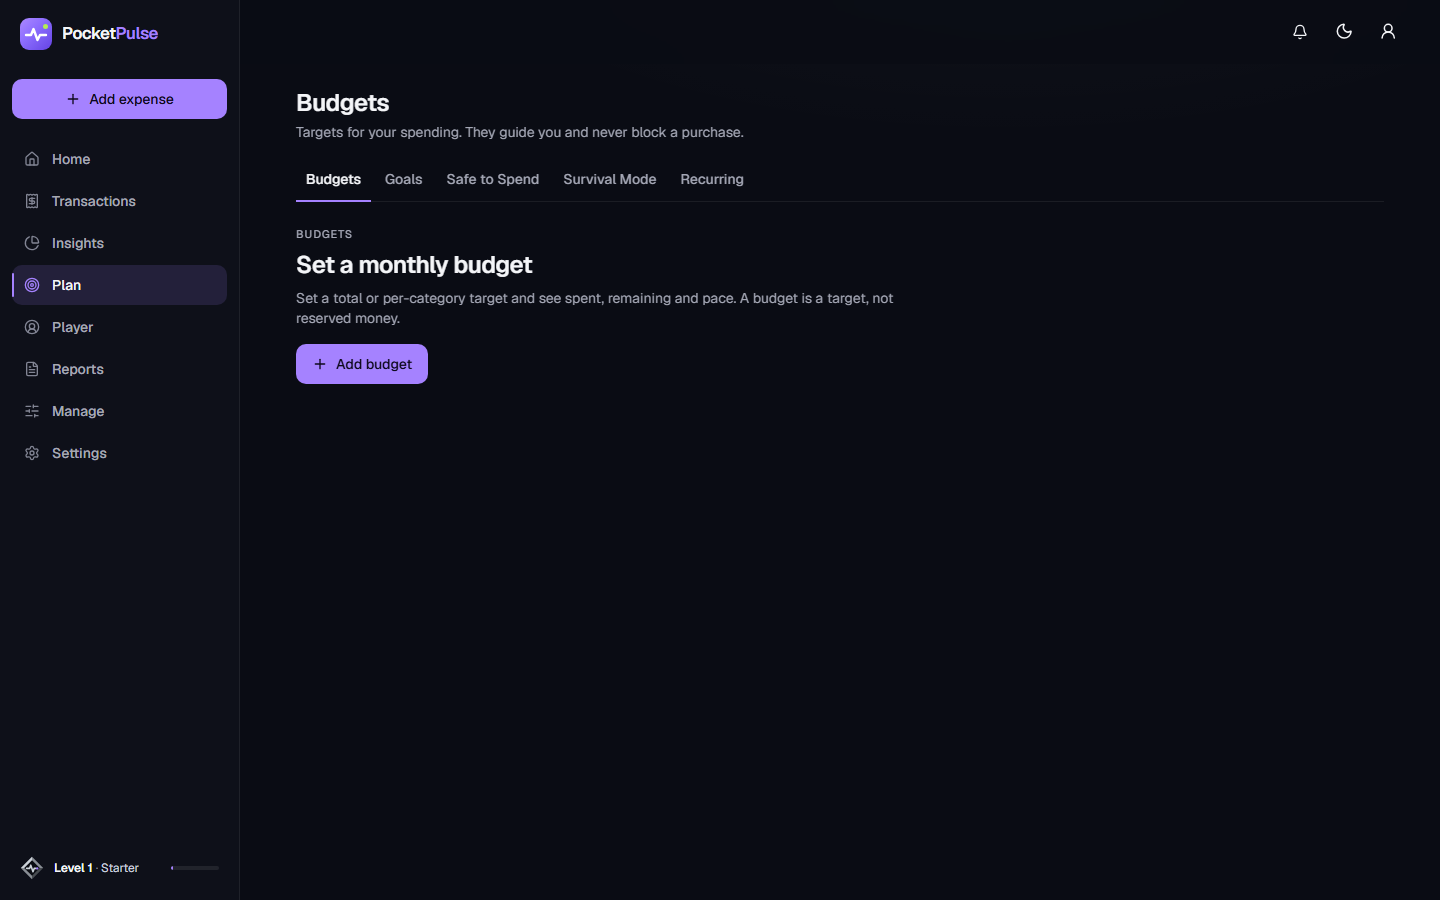 PocketPulse
Add expense
Home
Transactions
Insights
Plan
Player
Reports
Manage
Settings
Level 1 · Starter
Budgets
Targets for your spending. They guide you and never block a purchase.
Budgets Goals Safe to Spend Survival Mode Recurring
BUDGETS
Set a monthly budget
Set a total or per-category target and see spent, remaining and pace. A budget is a target, not
reserved money.
Add budget